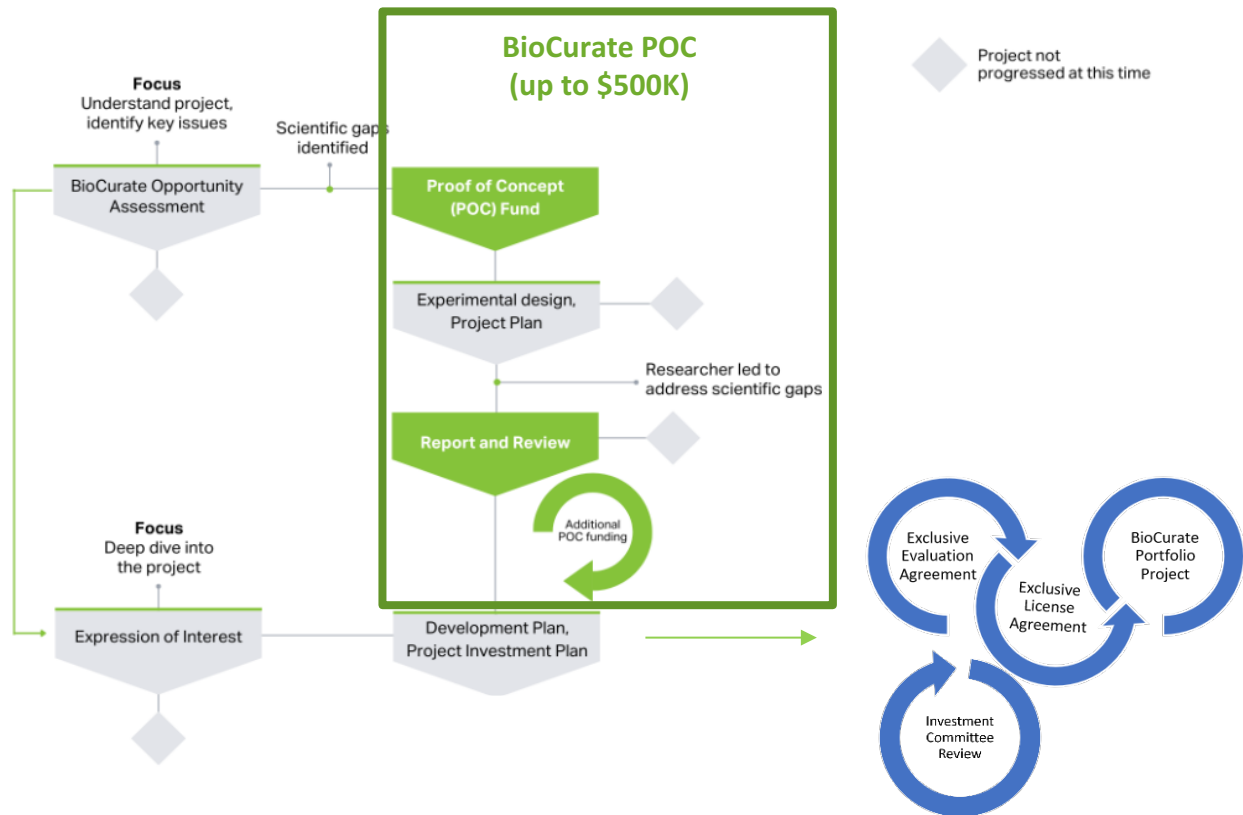 BioCurate POC
(up to $500K)
Project not
progressed at this time
Focus
Understand project,
identify key issues
Scientific gaps
identified
BioCurate Opportunity
Assessment
Proof of Concept
(POC) Fund
Experimental design,
Project Plan
Researcher led to
address scientific gaps
Report and Review
Additional
POC funding
Focus
Deep dive into
the project
Expression of Interest
Development Plan,
Project Investment Plan
Exclusive
Evaluation
Agreement
Exclusive
License
Agreement
BioCurate
Portfolio
Project
Investment
Committee
Review